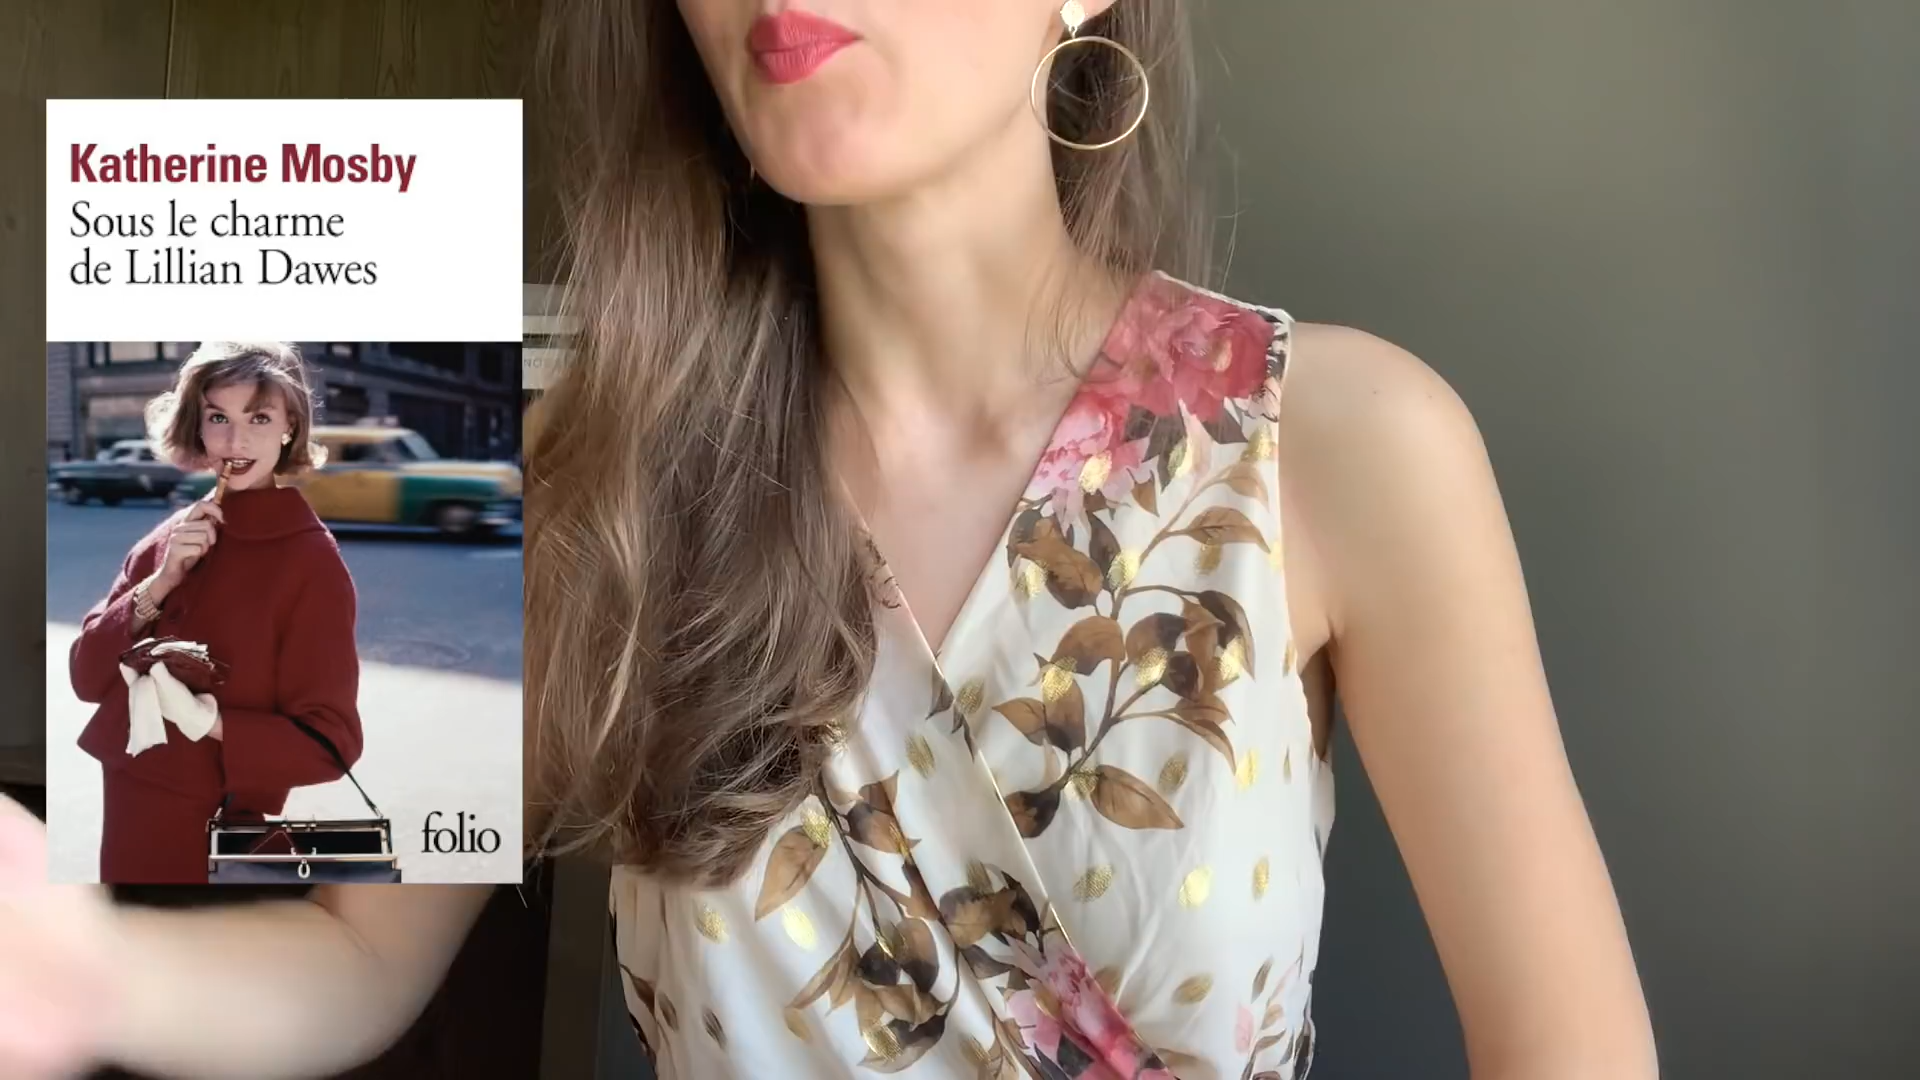 Katherine Mosby
Sous le charme
de Lillian Dawes
folio